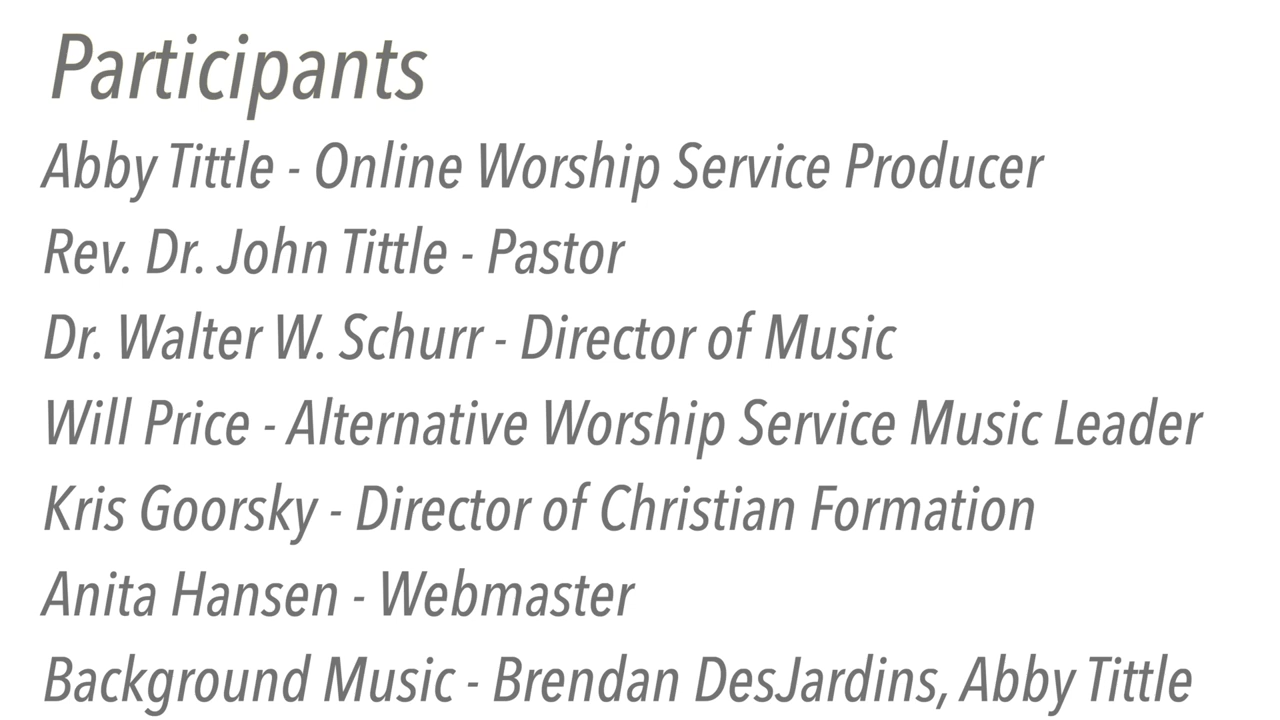 Participants
Abby Tittle - Online Worship Service Producer
Rev. Dr. John Tittle - Pastor
Dr. Walter W. Schurr - Director of Music
Will Price - Alternative Worship Service Music Leader
Kris Goorsky - Director of Christian Formation
Anita Hansen - Webmaster
Background Music - Brendan DesJardins, Abby Tittle